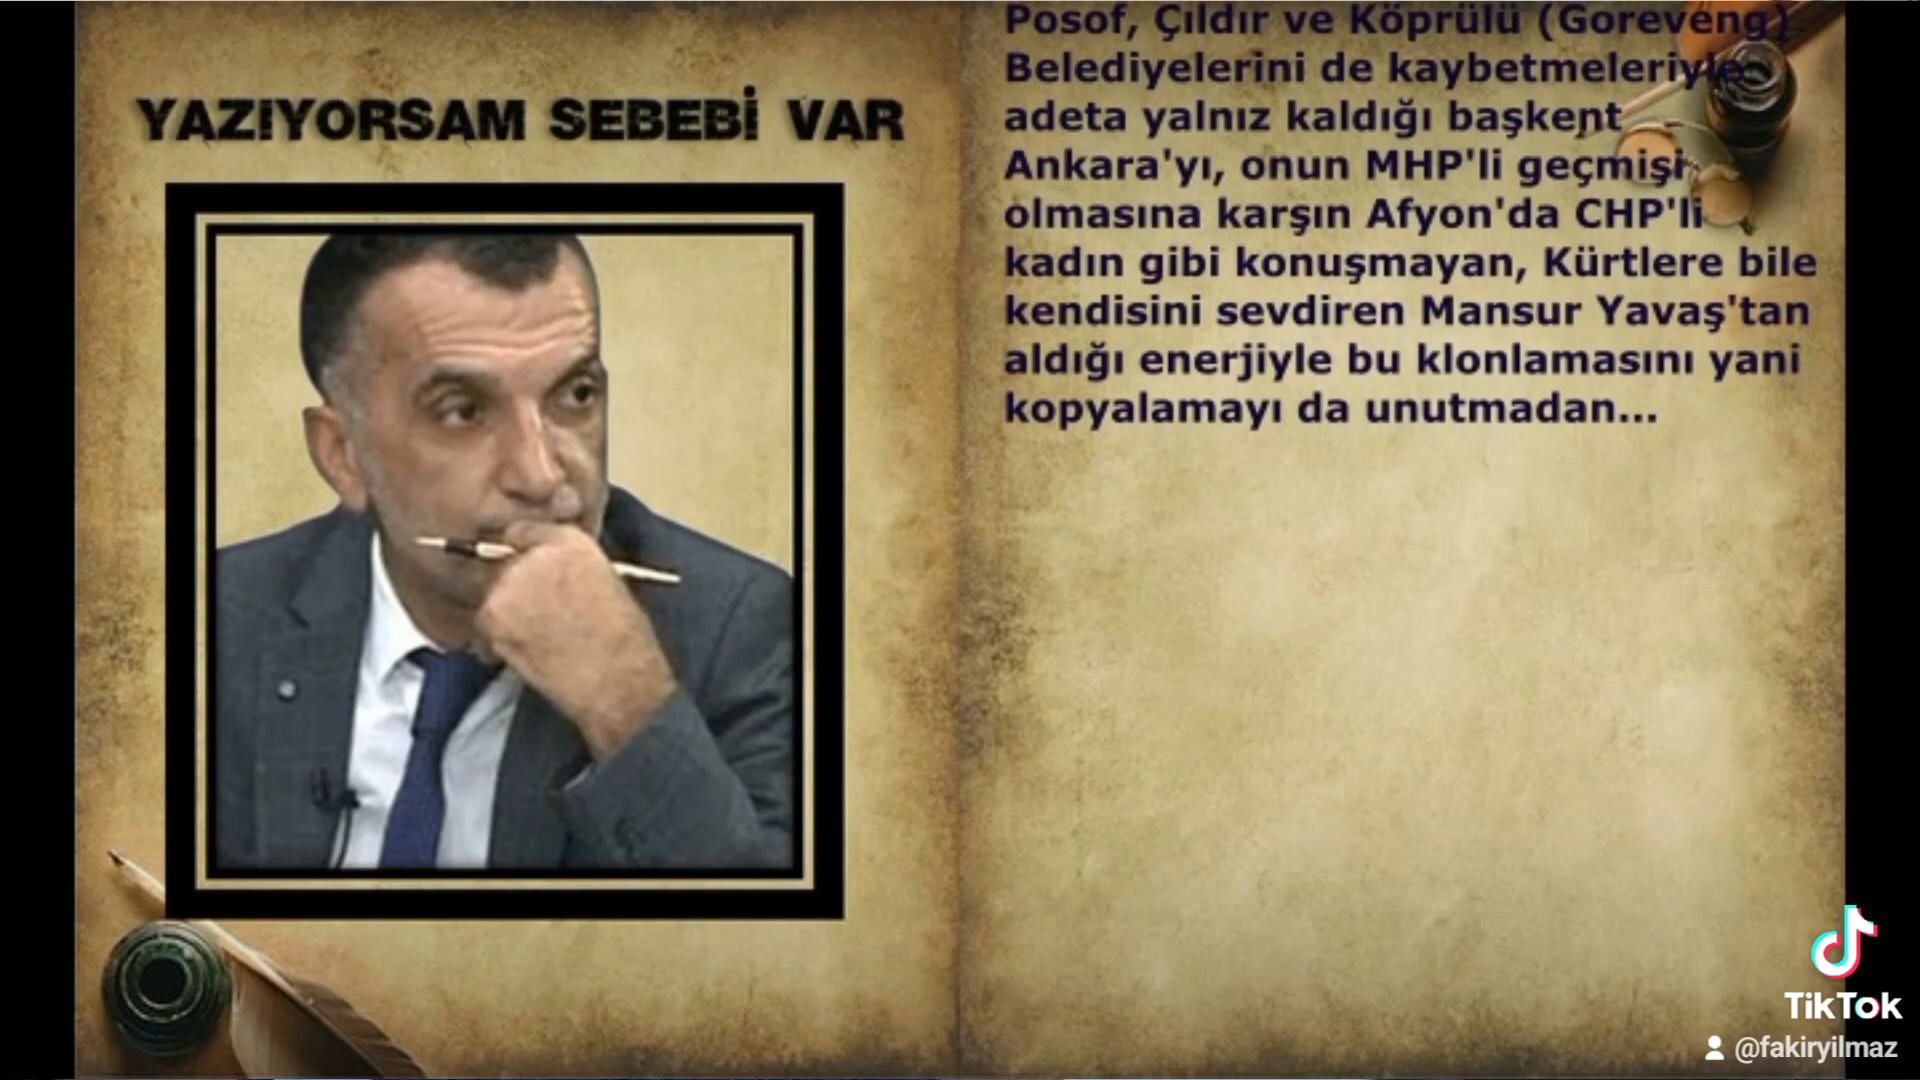 YAZIYORSAM SEBEBİ VAR
Posof, Çıldır ve Köprülü (Goreveng)
Belediyelerini de kaybetmeleriyle
adeta yalnız kaldığı başkent
Ankara'yı, onun MHP'li geçmişi
olmasına karşın Afyon'da CHP'li
kadın gibi konuşmayan, Kürtlere bile
kendisini sevdiren Mansur Yavaş'tan
aldığı enerjiyle bu klonlamasını yani
kopyalamayı da unutmadan...
TikTok
@fakiryilmaz